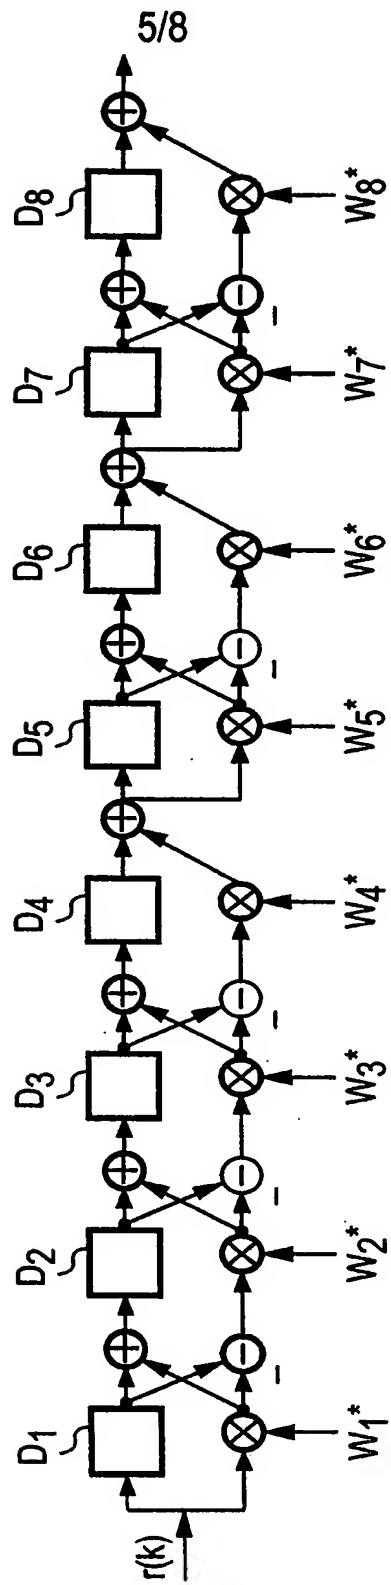 r(k)
D₁ D₂ D₃ D₄ D₅ D₆ D₇ D₈
5/8
W₁* W₂* W₃* W₄* W₅* W₆* W₇* W₈*